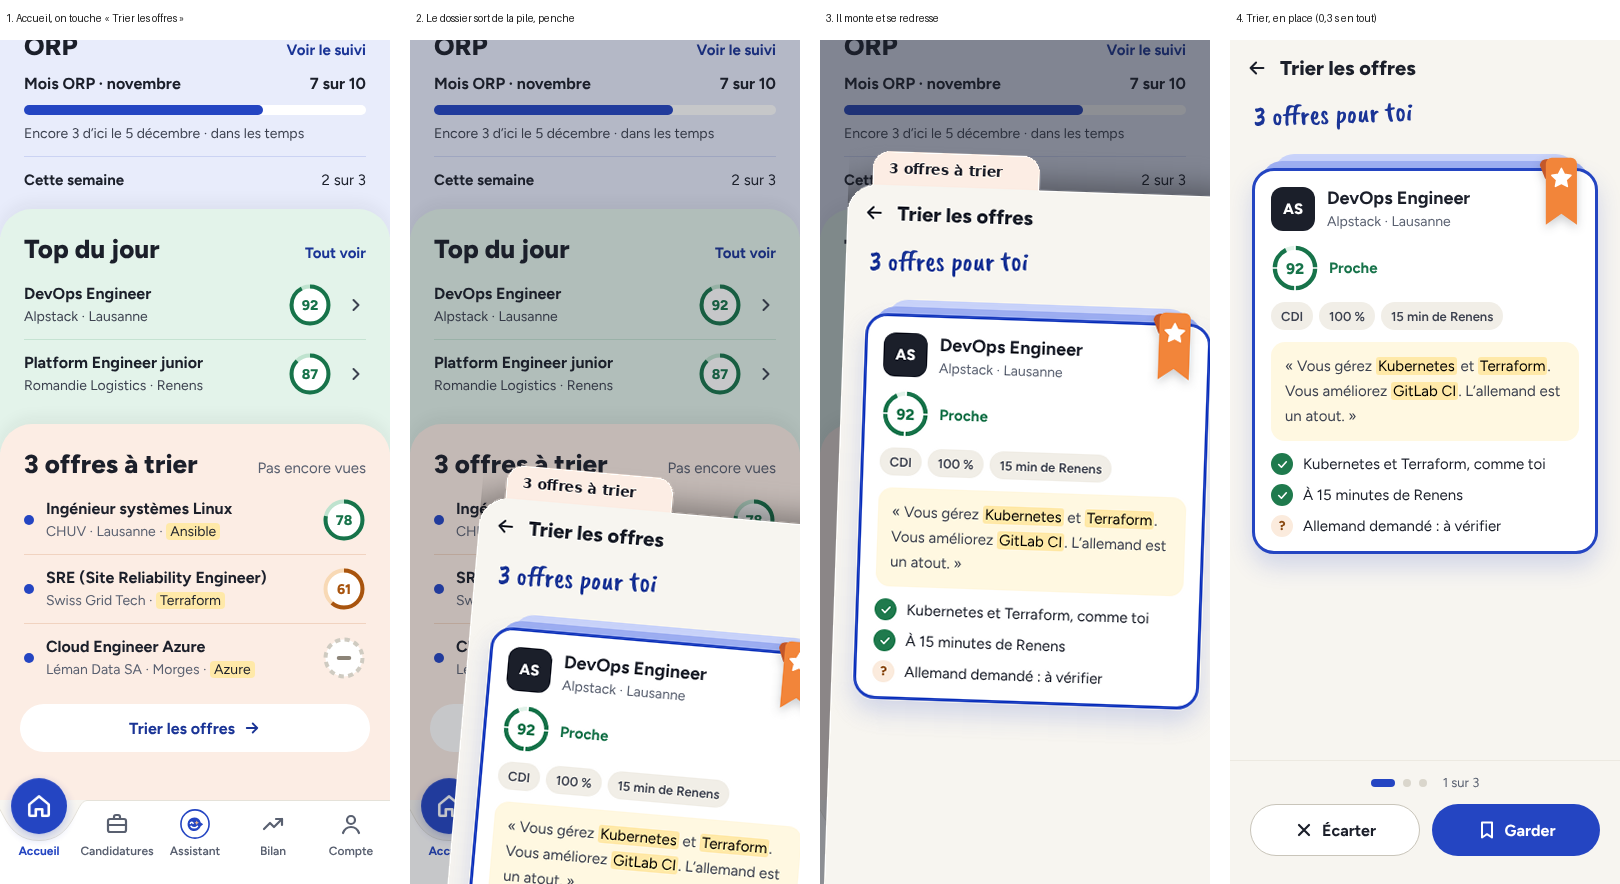 1. Accueil, on touche « Trier les offres »
ORP
Voir le suivi
Mois ORP · novembre
7 sur 10
Encore 3 d’ici le 5 décembre · dans les temps
Cette semaine
2 sur 3
Top du jour
Tout voir
DevOps Engineer
Alpstack · Lausanne
92
Platform Engineer junior
Romandie Logistics · Renens
87
3 offres à trier
Pas encore vues
Ingénieur systèmes Linux
CHUV · Lausanne · Ansible
78
SRE (Site Reliability Engineer)
Swiss Grid Tech · Terraform
61
Cloud Engineer Azure
Léman Data SA · Morges · Azure
Trier les offres
Accueil
Candidatures
Assistant
Bilan
Compte
2. Le dossier sort de la pile, penche
ORP
Voir le suivi
Mois ORP · novembre
7 sur 10
Encore 3 d’ici le 5 décembre · dans les temps
Cette semaine
2 sur 3
Top du jour
Tout voir
DevOps Engineer
Alpstack · Lausanne
92
Platform Engineer junior
Romandie Logistics · Renens
87
3 offres à trier
Pas encore vues
3 offres à trier
Trier les offres
3 offres pour toi
AS
DevOps Engineer
Alpstack · Lausanne
92
Proche
CDI
100 %
15 min de Renens
« Vous gérez Kubernetes et Terraform.
Vous améliorez GitLab CI. L’allemand est
un atout. »
3. Il monte et se redresse
ORP
Voir le suivi
Mois ORP · novembre
7 sur 10
Encore 3 d’ici le 5 décembre · dans les temps
2 sur 3
3 offres à trier
Trier les offres
3 offres pour toi
AS
DevOps Engineer
Alpstack · Lausanne
92
Proche
CDI
100 %
15 min de Renens
« Vous gérez Kubernetes et Terraform.
Vous améliorez GitLab CI. L’allemand est
un atout. »
Kubernetes et Terraform, comme toi
À 15 minutes de Renens
? Allemand demandé : à vérifier
4. Trier, en place (0,3 s en tout)
Trier les offres
3 offres pour toi
AS
DevOps Engineer
Alpstack · Lausanne
92
Proche
CDI
100 %
15 min de Renens
« Vous gérez Kubernetes et Terraform.
Vous améliorez GitLab CI. L’allemand est
un atout. »
Kubernetes et Terraform, comme toi
À 15 minutes de Renens
? Allemand demandé : à vérifier
1 sur 3
Écarter
Garder